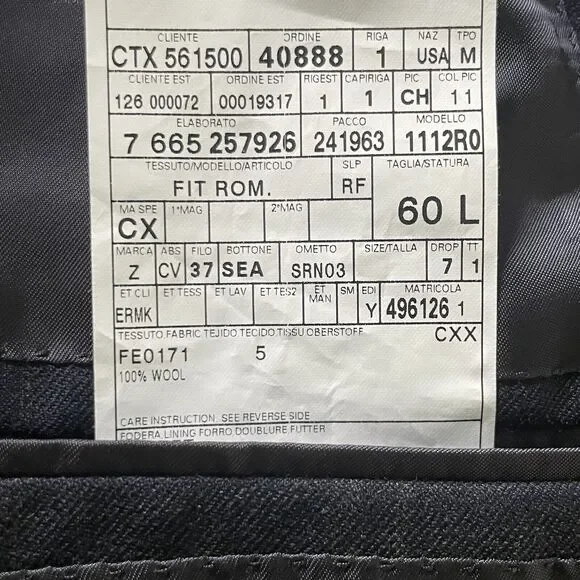 CLIENTE ORDINE RIGA NAZ TPO
CTX 561500 40888 1 USA M
CLIENTE EST ORDINE EST RIGEST CAPIRIGA PIC COL PIC
126 000072 00019317 1 1 CH 11
ELABORATO PACCO MODELLO
7 665 257926 241963 1112R0
TESSUTO/MODELLO/ARTICOLO SLP TAGLIA/STATURA
FIT ROM. RF 60 L
MA SPE 1°MAG 2°MAG
CX
MARCA ABS FILO BOTTONE OMETTO SIZE/TALLA DROP TT
Z CV 37 SEA SRN03 7 1
ET CLI ET TESS ET LAV ET TES2 ET MAN SM EDI MATRICOLA
ERMK Y 496126 1
TESSUTO FABRIC TEJIDO TECIDO TISSU OBERSTOFF CXX
FE0171 5
100% WOOL
CARE INSTRUCTION SEE REVERSE SIDE
FODERA LINING FORRO DOUBLURE FUTTER